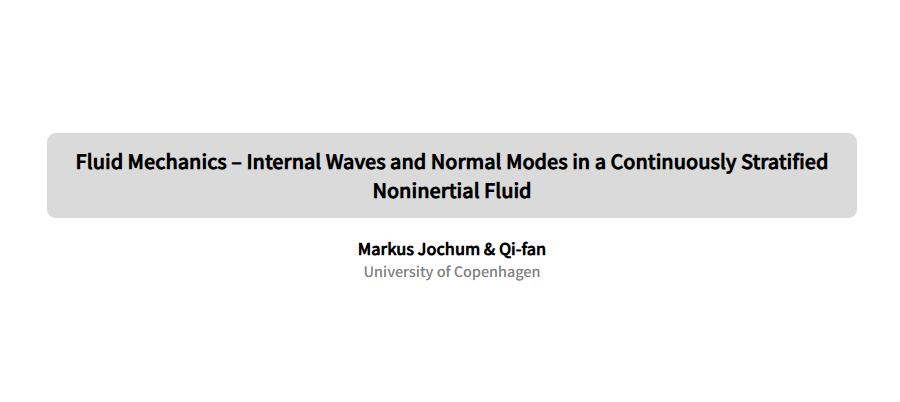 Fluid Mechanics – Internal Waves and Normal Modes in a Continuously Stratified
Noninertial Fluid
Markus Jochum & Qi-fan
University of Copenhagen